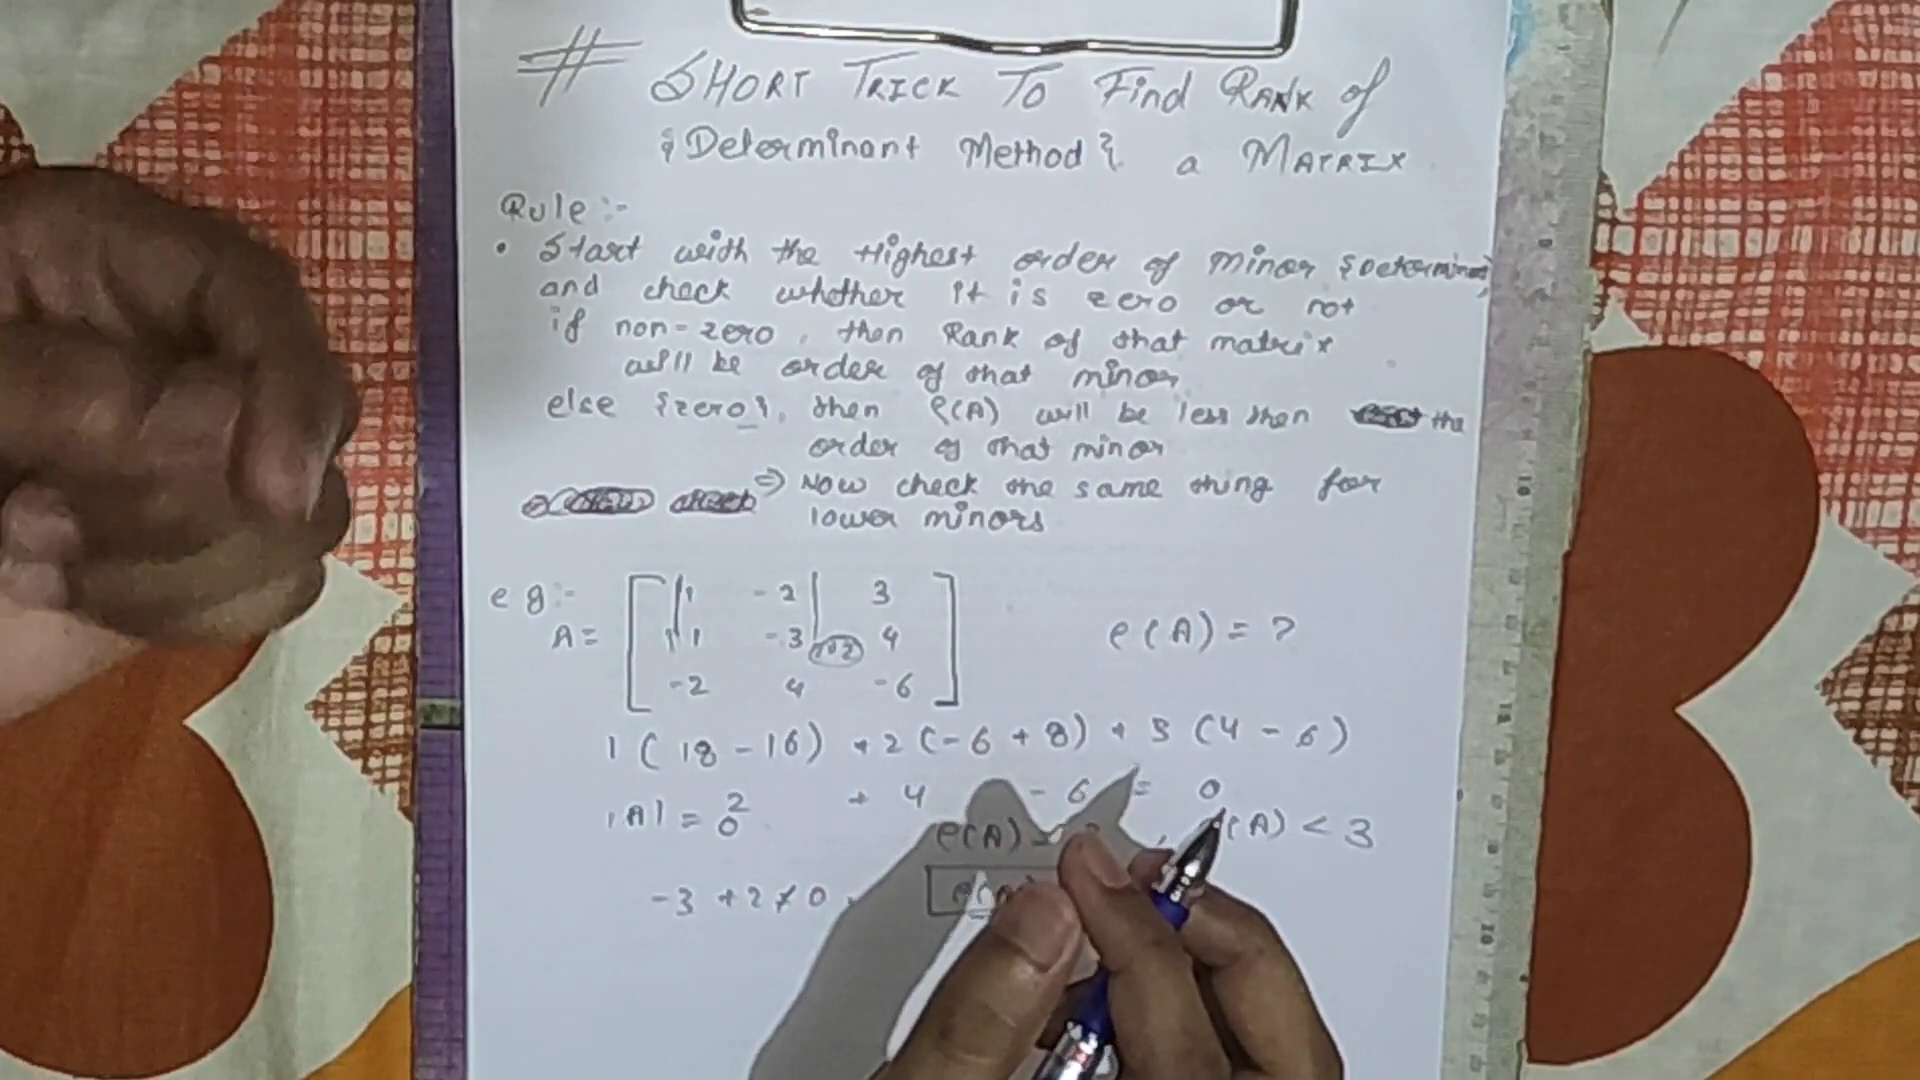 # SHORT TRICK TO Find RANK of
{Determinant Method} a MATRIX
Rule :-
• Start with the Highest order of minor {Determinant}
and check whether it is zero or not
if non-zero, then Rank of that matrix
will be order of that minor
else {zero}, then ρ(A) will be less then the
order of that minor
⇒ Now check the same thing for
lower minors
eg:-
A = [ 1 -2 3
1 -3 4
-2 4 -6 ]
ρ(A) = ?
1 ( 18 - 16 ) + 2 ( -6 + 8 ) + 3 ( 4 - 6 )
2 + 4 - 6 = 0
|A| = 0
ρ(A) < 3
-3 + 2 ≠ 0